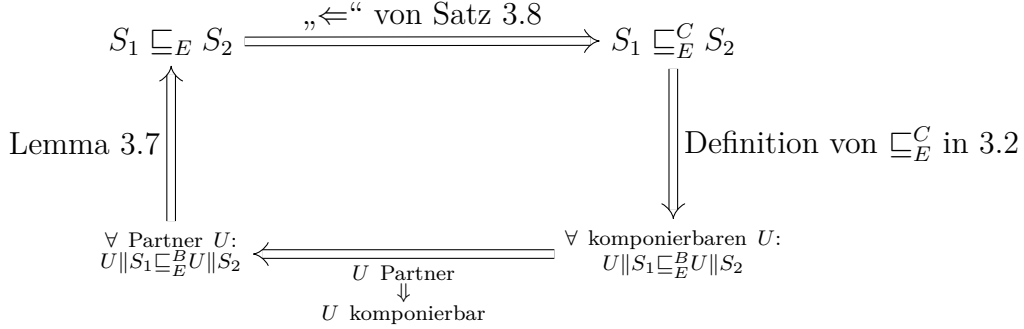 „⇐“ von Satz 3.8
S₁ ⊑_E S₂
S₁ ⊑_E^C S₂
Lemma 3.7
Definition von ⊑_E^C in 3.2
∀ Partner U:
U∥S₁⊑_E^B U∥S₂
∀ komponierbaren U:
U∥S₁⊑_E^B U∥S₂
U Partner
⇓
U komponierbar